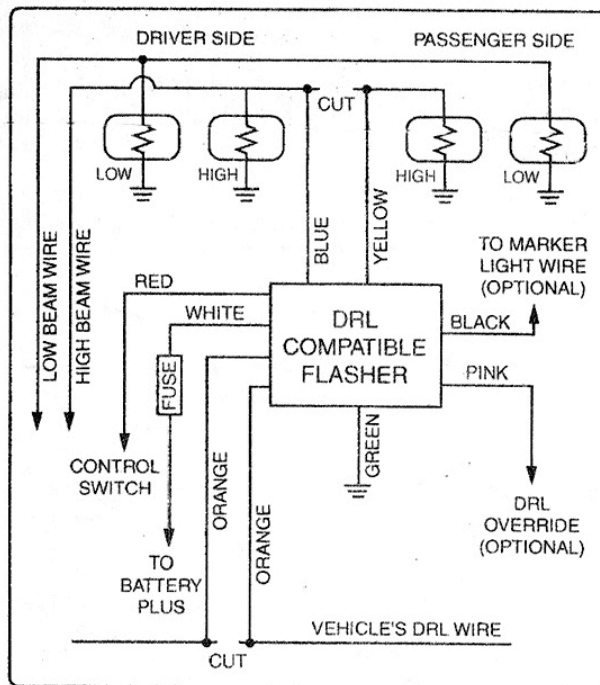 DRIVER SIDE
PASSENGER SIDE
CUT
LOW
HIGH
HIGH
LOW
LOW BEAM WIRE
HIGH BEAM WIRE
BLUE
YELLOW
TO MARKER
LIGHT WIRE
(OPTIONAL)
RED
WHITE
FUSE
DRL
COMPATIBLE
FLASHER
BLACK
PINK
CONTROL
SWITCH
ORANGE
ORANGE
GREEN
DRL
OVERRIDE
(OPTIONAL)
TO
BATTERY
PLUS
VEHICLE'S DRL WIRE
CUT